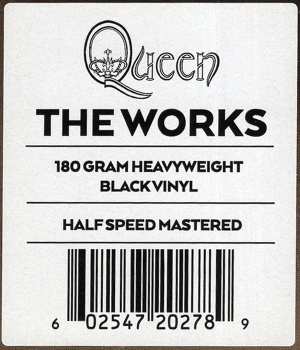 Queen
THE WORKS
180 GRAM HEAVYWEIGHT
BLACK VINYL
HALF SPEED MASTERED
6 02547 20278 9